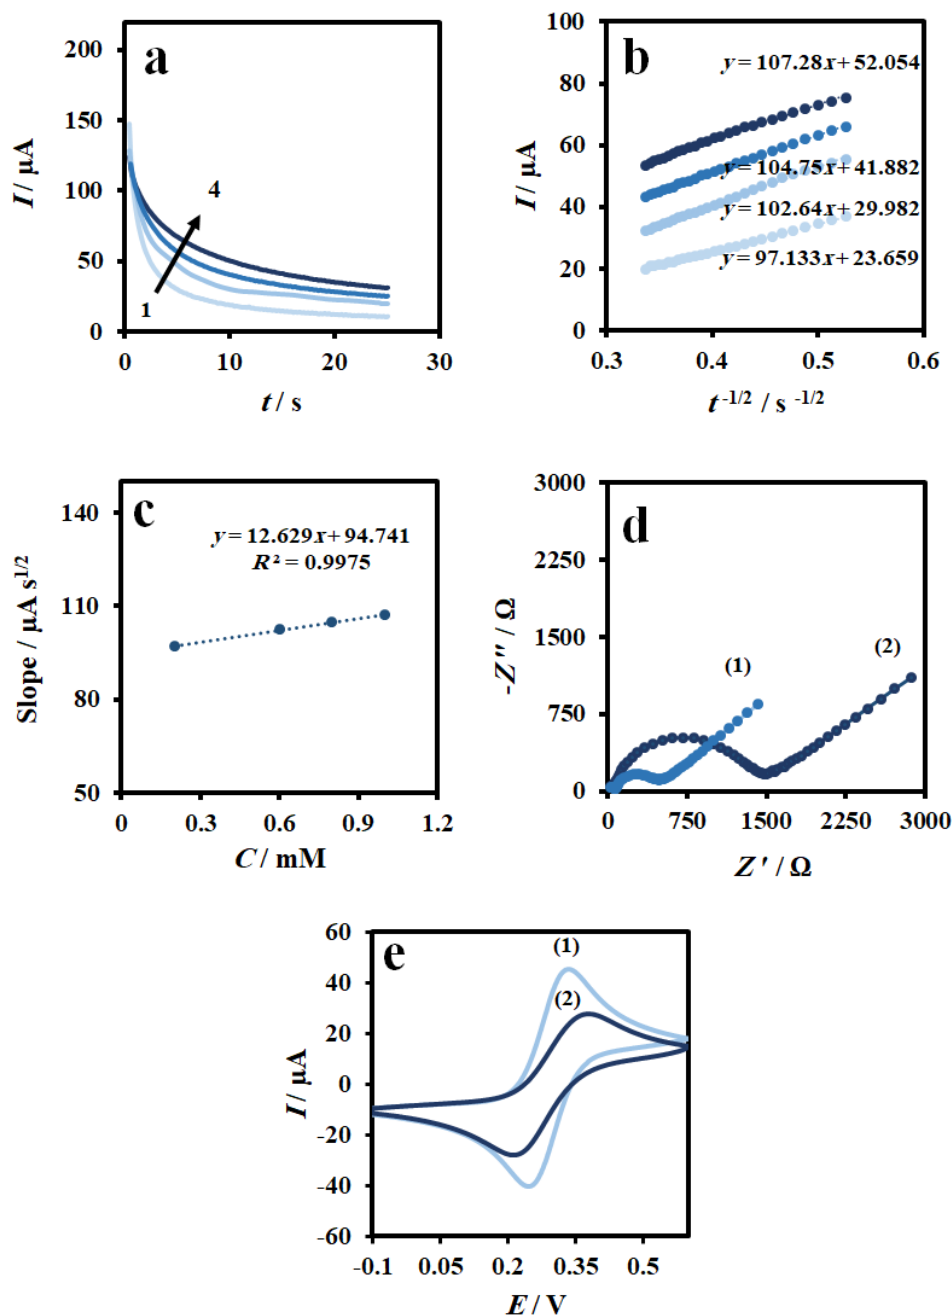 a
200
150
100
50
0
I / µA
4
1
0
10
20
30
t / s
b
100
80
60
40
20
0
I / µA
y = 107.28x + 52.054
y = 104.75x + 41.882
y = 102.64x + 29.982
y = 97.133x + 23.659
0.3
0.4
0.5
0.6
t -1/2 / s -1/2
c
140
110
80
50
Slope / µA s1/2
y = 12.629x + 94.741
R² = 0.9975
0
0.3
0.6
0.9
1.2
C / mM
d
3000
2250
1500
750
0
-Z'' / Ω
(1)
(2)
0
750
1500
2250
3000
Z' / Ω
e
60
40
20
0
-20
-40
-60
I / µA
(1)
(2)
-0.1
0.05
0.2
0.35
0.5
E / V